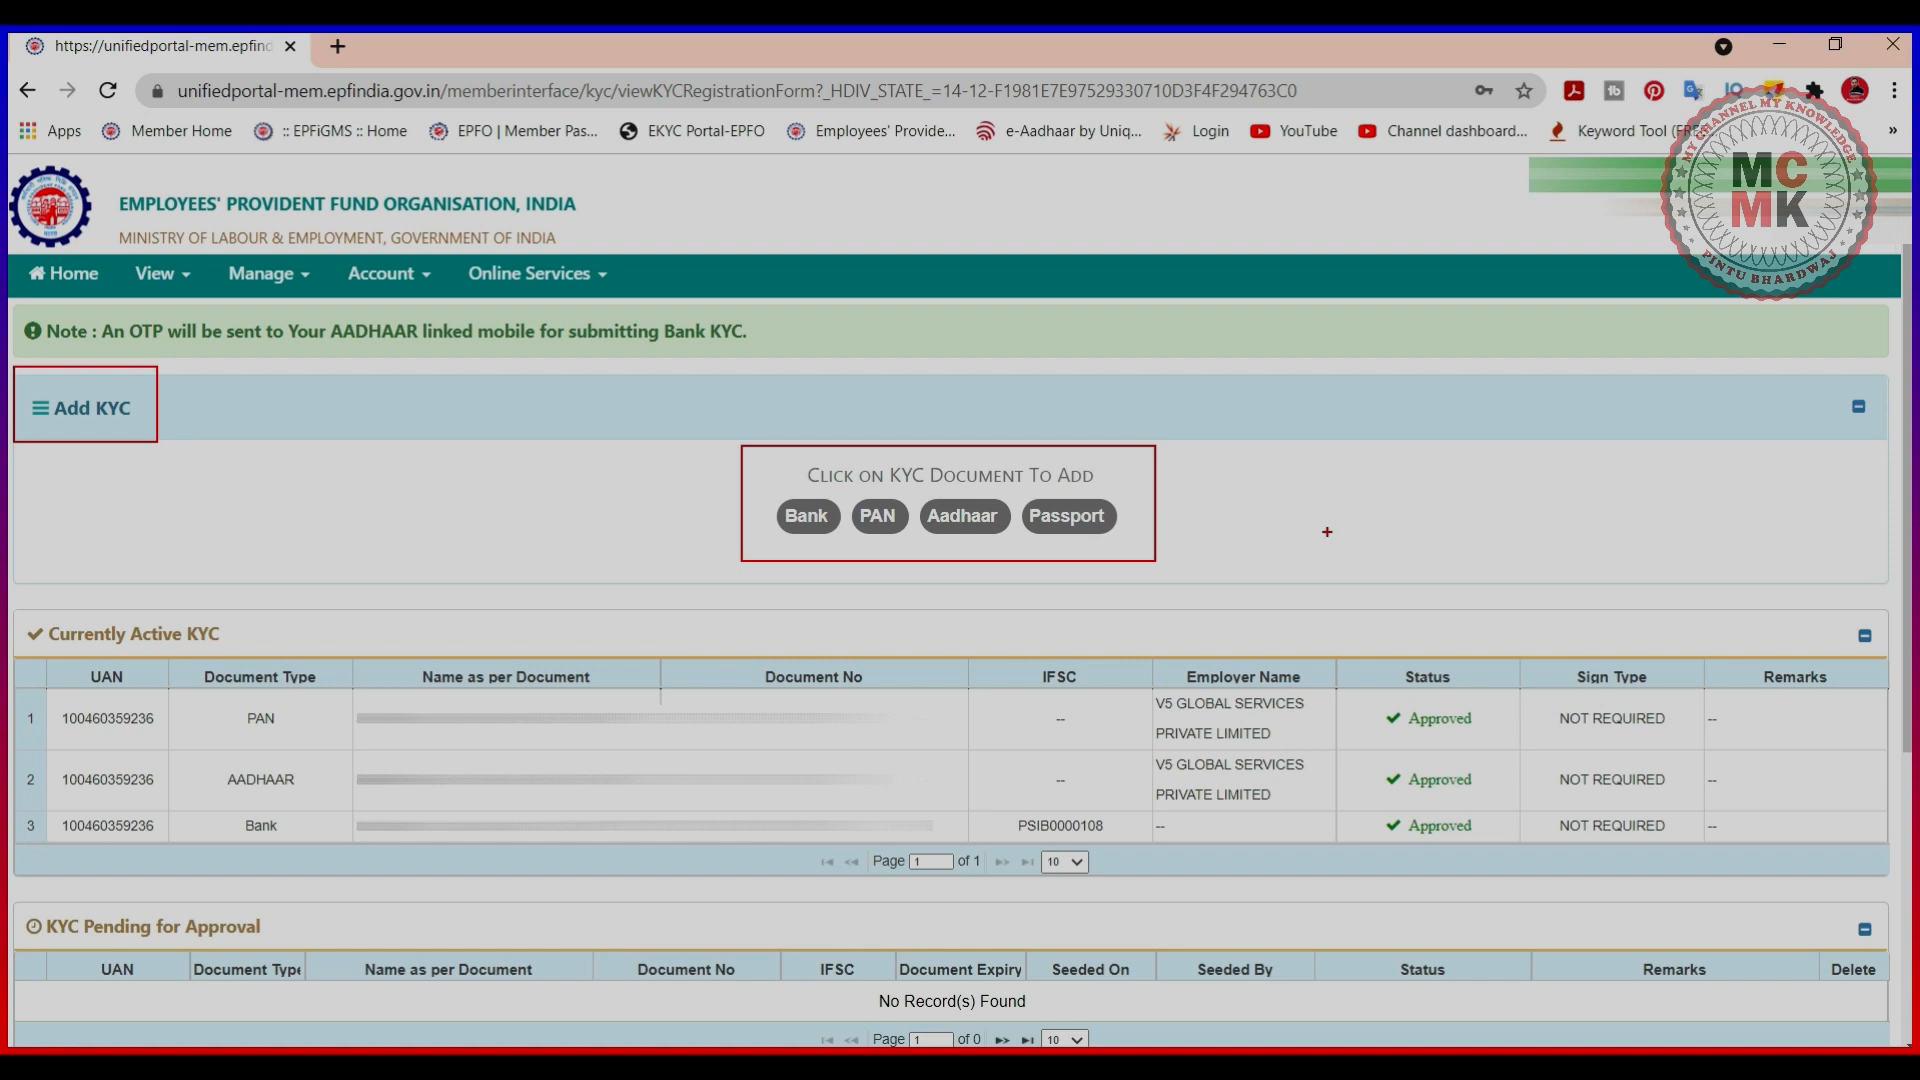 https://unifiedportal-mem.epfind
unifiedportal-mem.epfindia.gov.in/memberinterface/kyc/viewKYCRegistrationForm?_HDIV_STATE_=14-12-F1981E7E97529330710D3F4F294763C0
Apps Member Home :: EPFiGMS :: Home EPFO | Member Pas... EKYC Portal-EPFO Employees' Provide... e-Aadhaar by Uniq... Login YouTube Channel dashboard... Keyword Tool (FRE... »
MY CHANNEL MY KNOWLEDGE
MC
MK
PINTU BHARDWAJ
EMPLOYEES' PROVIDENT FUND ORGANISATION, INDIA
MINISTRY OF LABOUR & EMPLOYMENT, GOVERNMENT OF INDIA
Home View Manage Account Online Services
Note : An OTP will be sent to Your AADHAAR linked mobile for submitting Bank KYC.
Add KYC
CLICK ON KYC DOCUMENT TO ADD
Bank PAN Aadhaar Passport
Currently Active KYC
UAN Document Type Name as per Document Document No IFSC Employer Name Status Sign Type Remarks
1 100460359236 PAN -- V5 GLOBAL SERVICES PRIVATE LIMITED Approved NOT REQUIRED --
2 100460359236 AADHAAR -- V5 GLOBAL SERVICES PRIVATE LIMITED Approved NOT REQUIRED --
3 100460359236 Bank PSIB0000108 -- Approved NOT REQUIRED --
Page 1 of 1 10
KYC Pending for Approval
UAN Document Type Name as per Document Document No IFSC Document Expiry Seeded On Seeded By Status Remarks Delete
No Record(s) Found
Page 1 of 0 10